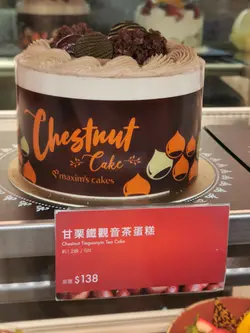 Chestnut
Cake
maxim's cakes
甘栗鐵觀音茶蛋糕
Chestnut Tieguanyin Tea Cake
$138